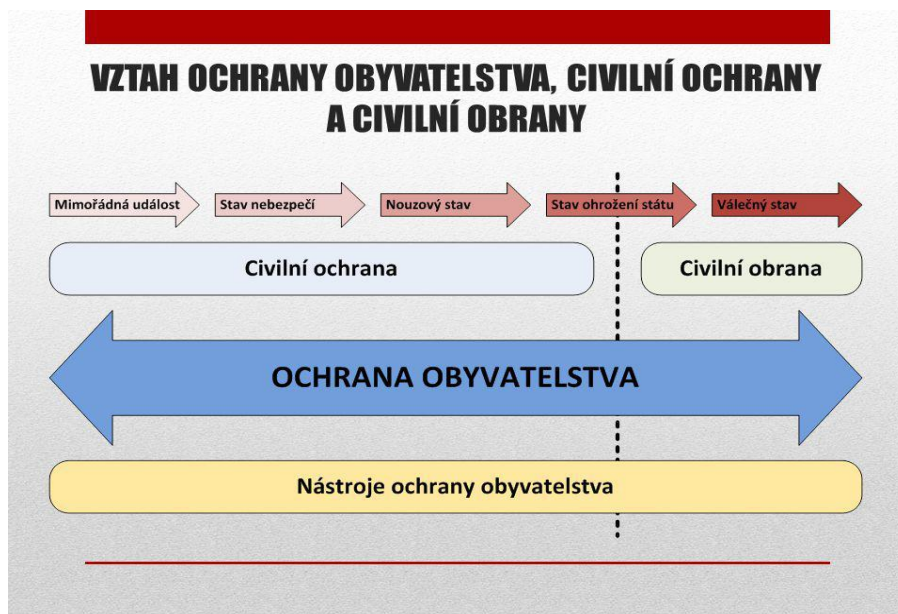 VZTAH OCHRANY OBYVATELSTVA, CIVILNÍ OCHRANY
A CIVILNÍ OBRANY
Mimořádná událost
Stav nebezpečí
Nouzový stav
Stav ohrožení státu
Válečný stav
Civilní ochrana
Civilní obrana
OCHRANA OBYVATELSTVA
Nástroje ochrany obyvatelstva